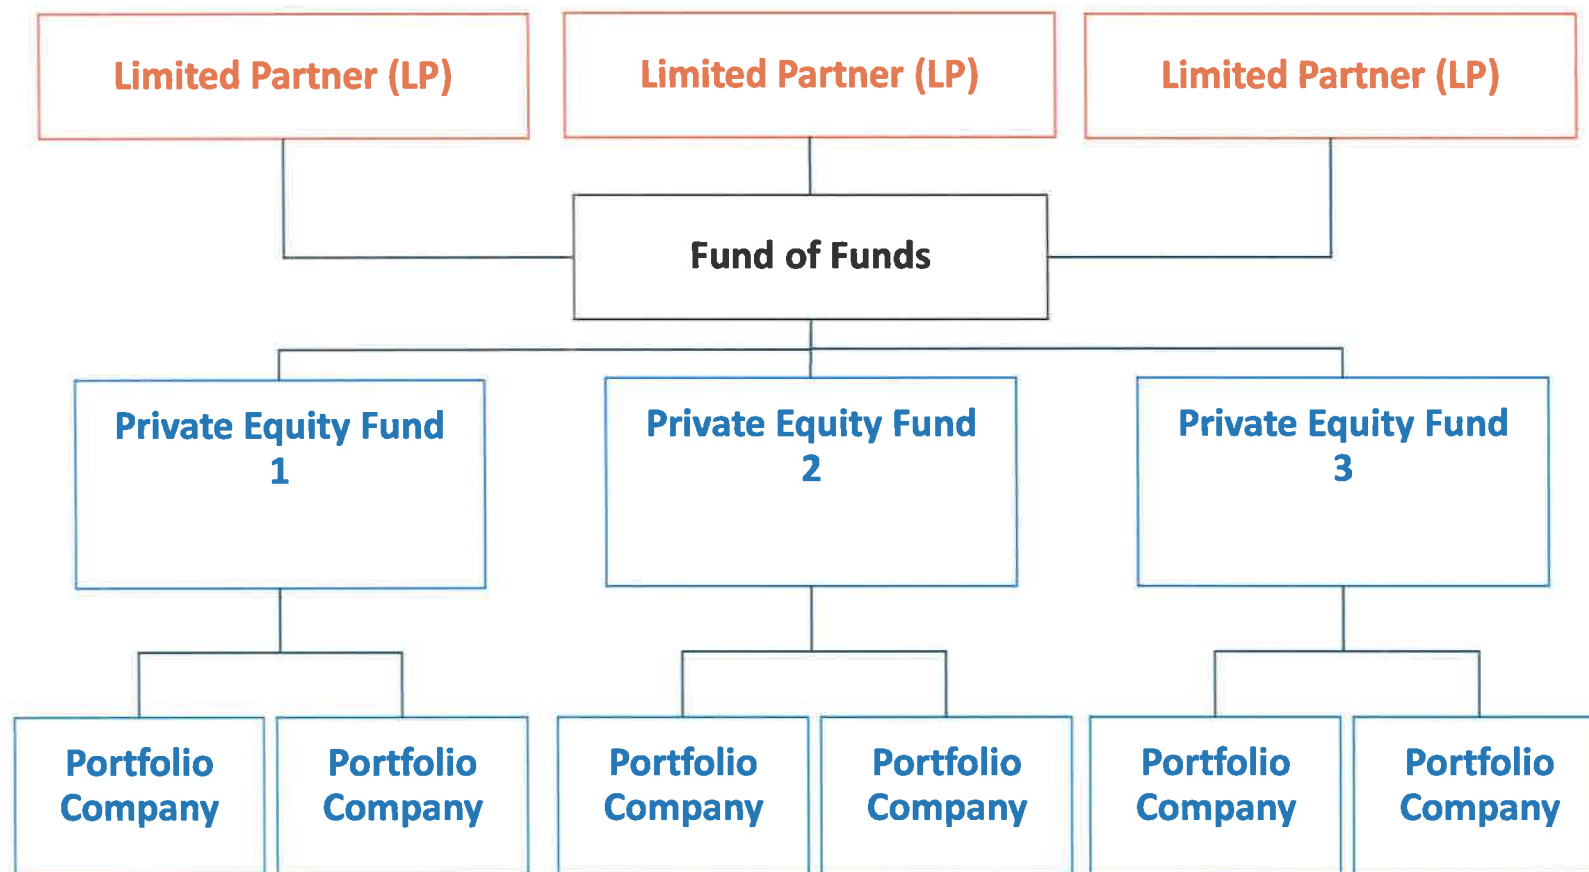 Limited Partner (LP)
Limited Partner (LP)
Limited Partner (LP)
Fund of Funds
Private Equity Fund
1
Private Equity Fund
2
Private Equity Fund
3
Portfolio
Company
Portfolio
Company
Portfolio
Company
Portfolio
Company
Portfolio
Company
Portfolio
Company